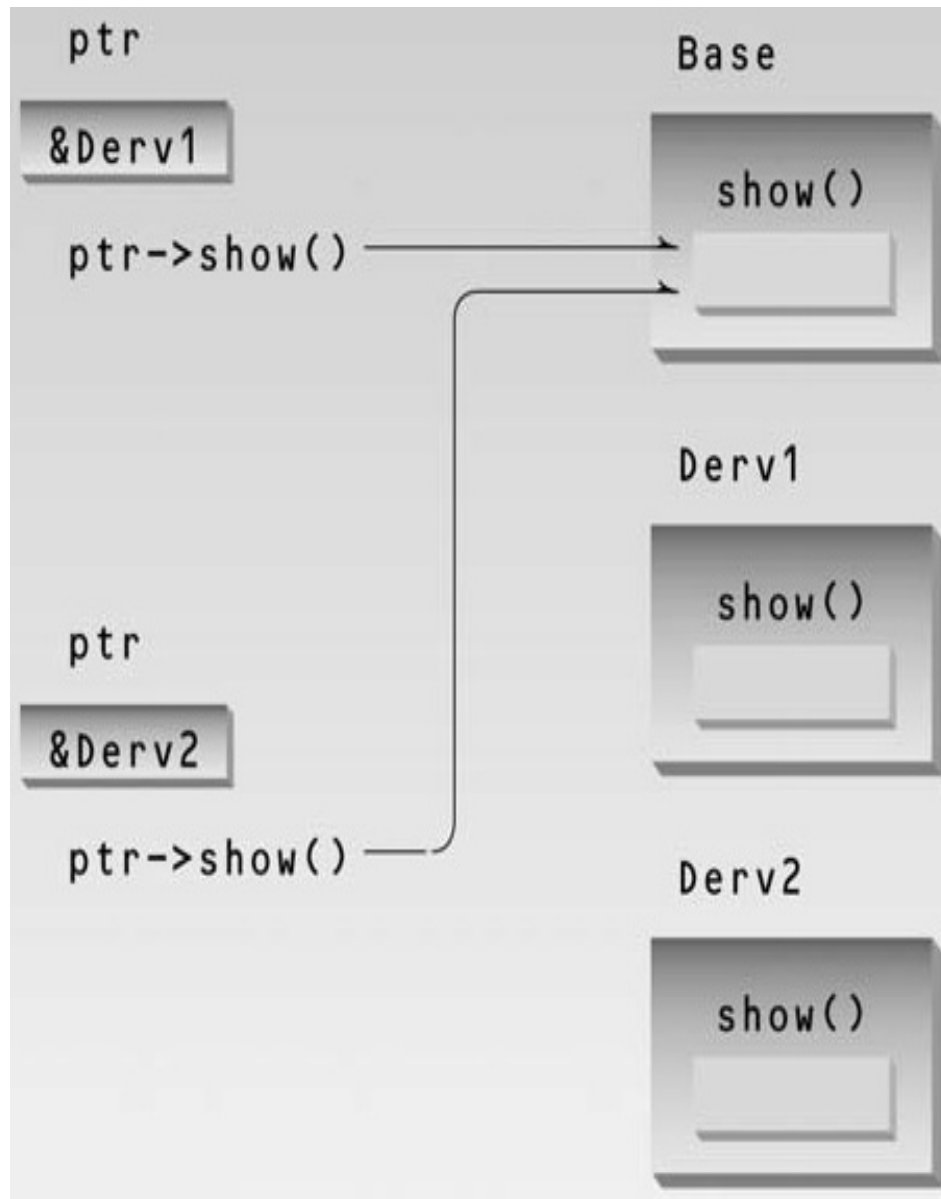 ptr
&Derv1
ptr->show()
ptr
&Derv2
ptr->show()
Base
show()
Derv1
show()
Derv2
show()